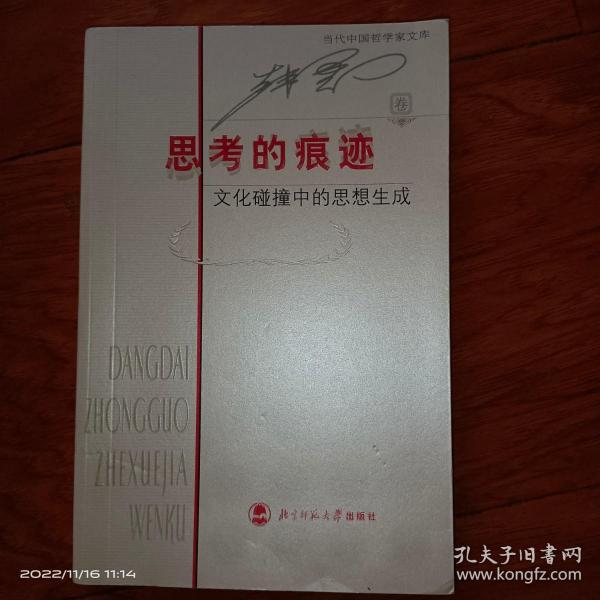 当代中国哲学家文库
韩震
卷
思考的痕迹
文化碰撞中的思想生成
DANGDAI
ZHONGGUO
ZHEXUEJIA
WENKU
北京师范大学出版社
2022/11/16 11:14
孔夫子旧书网
www.kongfz.com